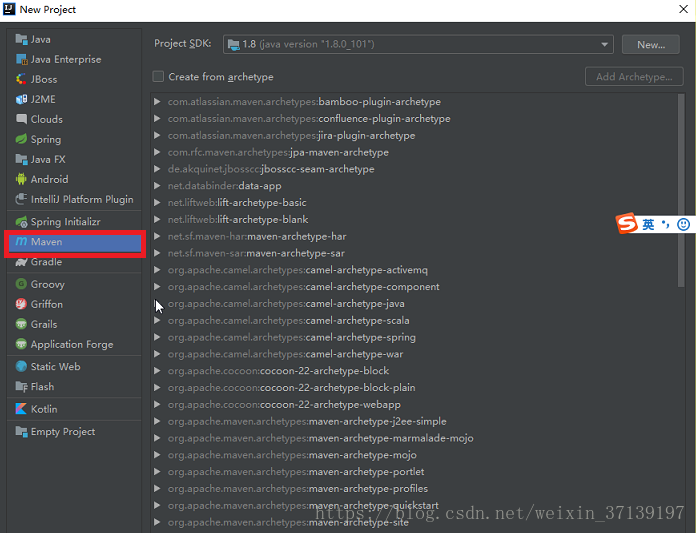 New Project
Java
Java Enterprise
JBoss
J2ME
Clouds
Spring
Java FX
Android
IntelliJ Platform Plugin
Spring Initializr
Maven
Gradle
Groovy
Griffon
Grails
Application Forge
Static Web
Flash
Kotlin
Empty Project
Project SDK: 1.8 (java version "1.8.0_101") New...
Create from archetype Add Archetype...
com.atlassian.maven.archetypes:bamboo-plugin-archetype
com.atlassian.maven.archetypes:confluence-plugin-archetype
com.atlassian.maven.archetypes:jira-plugin-archetype
com.rfc.maven.archetypes:jpa-maven-archetype
de.akquinet.jbosscc:jbosscc-seam-archetype
net.databinder:data-app
net.liftweb:lift-archetype-basic
net.liftweb:lift-archetype-blank
net.sf.maven-har:maven-archetype-har
net.sf.maven-sar:maven-archetype-sar
org.apache.camel.archetypes:camel-archetype-activemq
org.apache.camel.archetypes:camel-archetype-component
org.apache.camel.archetypes:camel-archetype-java
org.apache.camel.archetypes:camel-archetype-scala
org.apache.camel.archetypes:camel-archetype-spring
org.apache.camel.archetypes:camel-archetype-war
org.apache.cocoon:cocoon-22-archetype-block
org.apache.cocoon:cocoon-22-archetype-block-plain
org.apache.cocoon:cocoon-22-archetype-webapp
org.apache.maven.archetypes:maven-archetype-j2ee-simple
org.apache.maven.archetypes:maven-archetype-marmalade-mojo
org.apache.maven.archetypes:maven-archetype-mojo
org.apache.maven.archetypes:maven-archetype-portlet
org.apache.maven.archetypes:maven-archetype-profiles
org.apache.maven.archetypes:maven-archetype-quickstart
org.apache.maven.archetypes:maven-archetype-site
英
https://blog.csdn.net/weixin_37139197